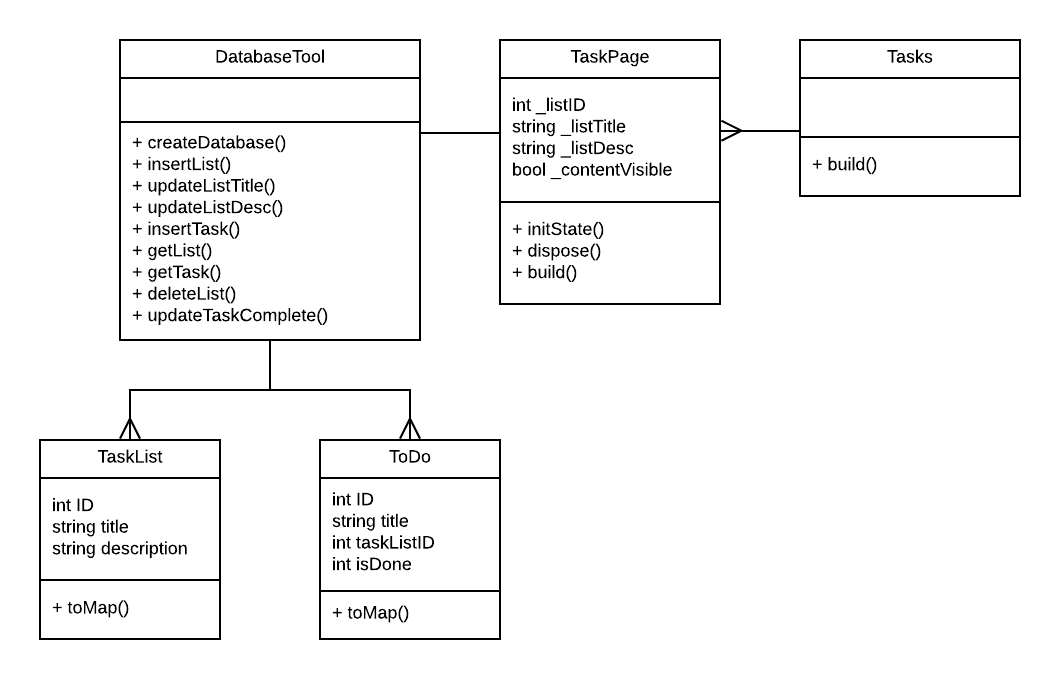 DatabaseTool
+ createDatabase()
+ insertList()
+ updateListTitle()
+ updateListDesc()
+ insertTask()
+ getList()
+ getTask()
+ deleteList()
+ updateTaskComplete()
TaskPage
int _listID
string _listTitle
string _listDesc
bool _contentVisible
+ initState()
+ dispose()
+ build()
Tasks
+ build()
TaskList
int ID
string title
string description
+ toMap()
ToDo
int ID
string title
int taskListID
int isDone
+ toMap()